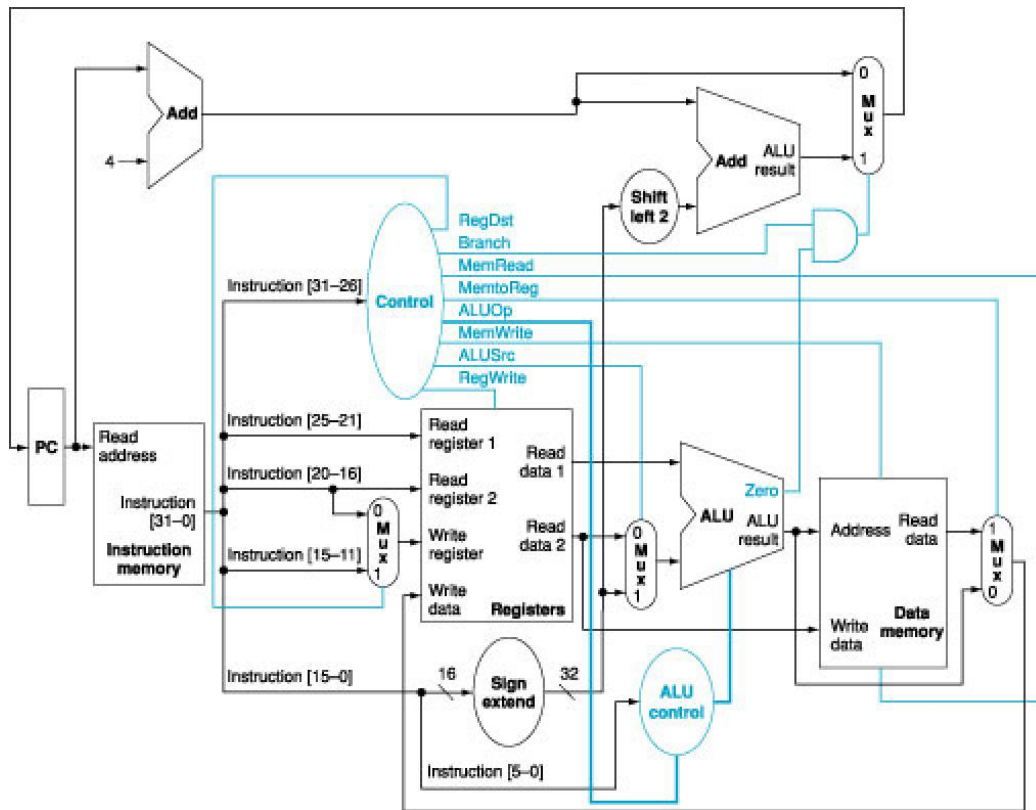 Add
4
0
Mux
1
Add
ALU
result
Shift
left 2
RegDst
Branch
MemRead
MemtoReg
ALUOp
MemWrite
ALUSrc
RegWrite
Control
Instruction [31–26]
PC
Read
address
Instruction
[31–0]
Instruction
memory
Instruction [25–21]
Instruction [20–16]
Instruction [15–11]
0
Mux
1
Read
register 1
Read
register 2
Write
register
Write
data
Read
data 1
Read
data 2
Registers
0
Mux
1
Zero
ALU
ALU
result
Address
Read
data
Write
data
Data
memory
1
Mux
0
Instruction [15–0]
16
Sign
extend
32
ALU
control
Instruction [5–0]